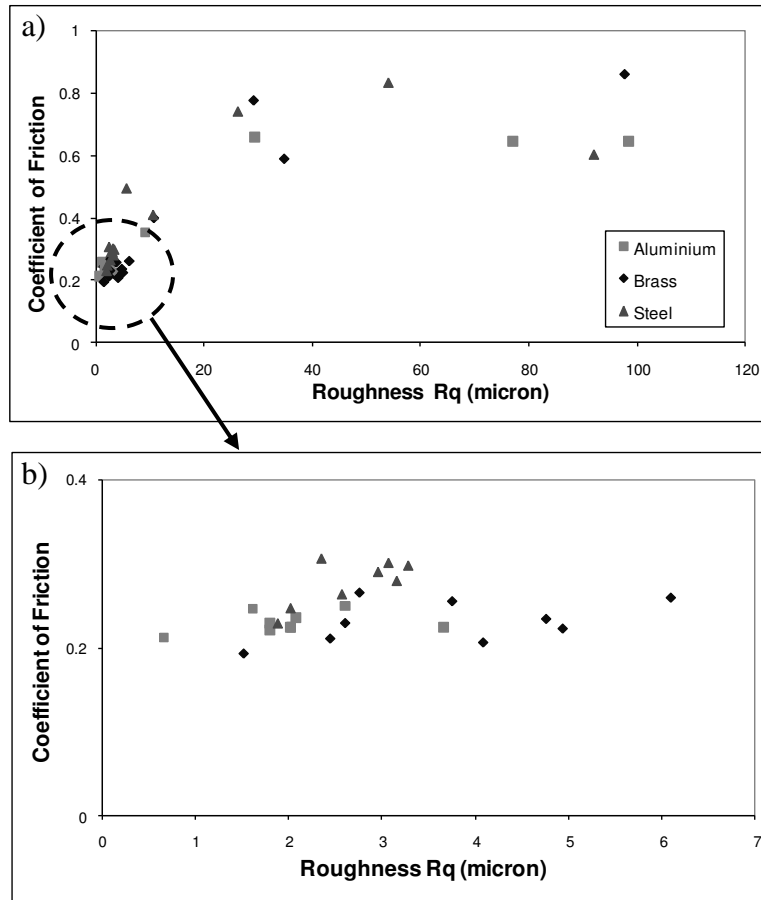 a)
1
0.8
0.6
0.4
0.2
0
Coefficient of Friction
Aluminium
Brass
Steel
0 20 40 60 80 100 120
Roughness Rq (micron)
b)
0.4
0.2
0
Coefficient of Friction
0 1 2 3 4 5 6 7
Roughness Rq (micron)